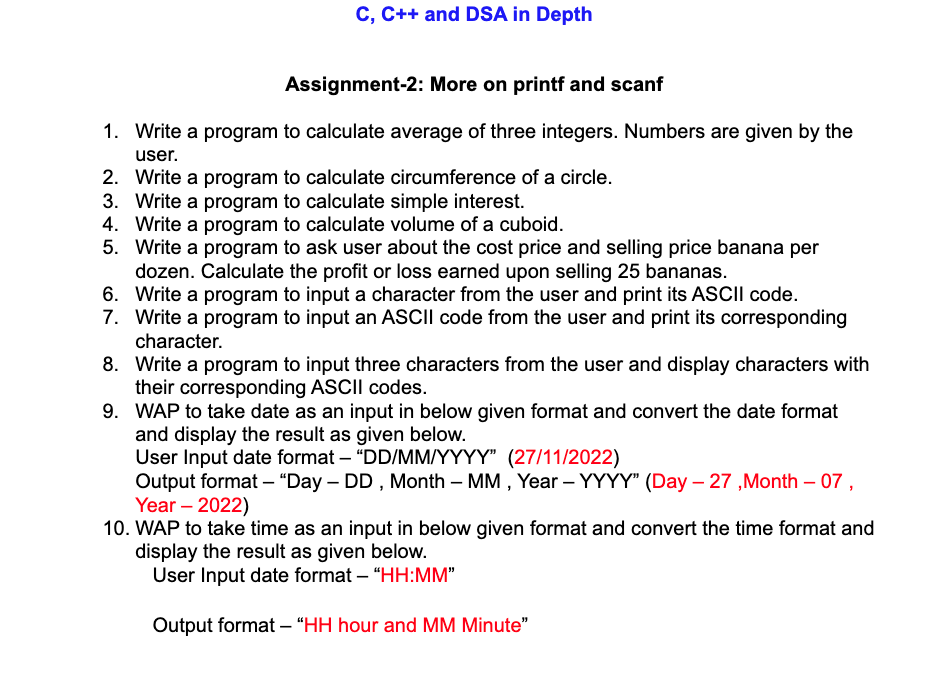 C, C++ and DSA in Depth
Assignment-2: More on printf and scanf
1. Write a program to calculate average of three integers. Numbers are given by the
user.
2. Write a program to calculate circumference of a circle.
3. Write a program to calculate simple interest.
4. Write a program to calculate volume of a cuboid.
5. Write a program to ask user about the cost price and selling price banana per
dozen. Calculate the profit or loss earned upon selling 25 bananas.
6. Write a program to input a character from the user and print its ASCII code.
7. Write a program to input an ASCII code from the user and print its corresponding
character.
8. Write a program to input three characters from the user and display characters with
their corresponding ASCII codes.
9. WAP to take date as an input in below given format and convert the date format
and display the result as given below.
User Input date format – “DD/MM/YYYY” (27/11/2022)
Output format – “Day – DD , Month – MM , Year – YYYY” (Day – 27 ,Month – 07 ,
Year – 2022)
10. WAP to take time as an input in below given format and convert the time format and
display the result as given below.
User Input date format – “HH:MM”
Output format – “HH hour and MM Minute”